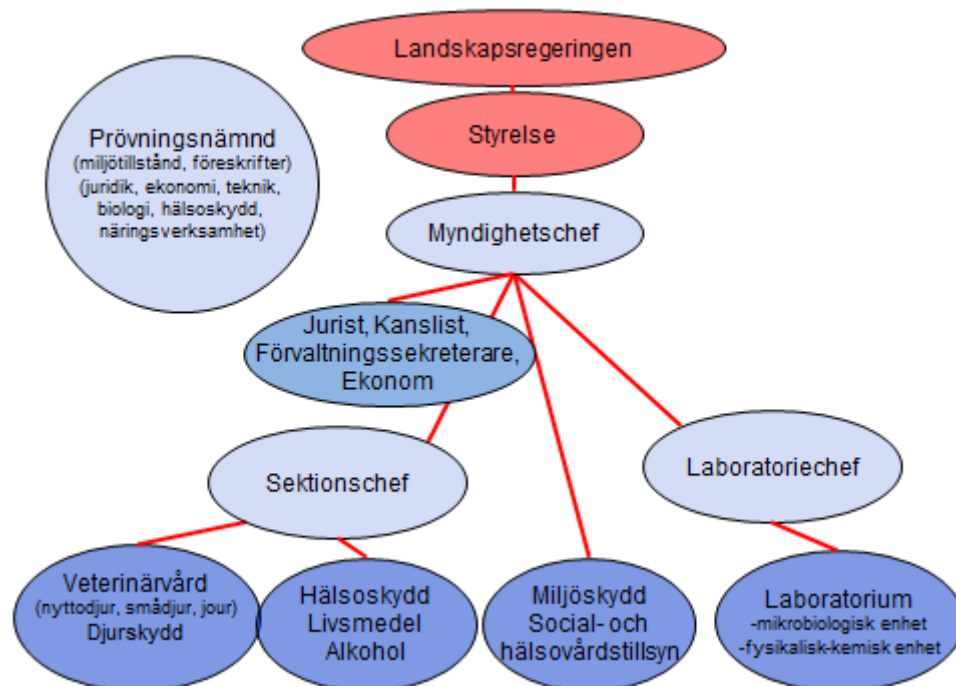 Landskapsregeringen
Styrelse
Prövningsnämnd
(miljötillstånd, föreskrifter)
(juridik, ekonomi, teknik,
biologi, hälsoskydd,
näringsverksamhet)
Myndighetschef
Jurist, Kanslist,
Förvaltningssekreterare,
Ekonom
Sektionschef
Laboratoriechef
Veterinärvård
(nyttodjur, smådjur, jour)
Djurskydd
Hälsoskydd
Livsmedel
Alkohol
Miljöskydd
Social- och
hälsovårdstillsyn
Laboratorium
-mikrobiologisk enhet
-fysikalisk-kemisk enhet